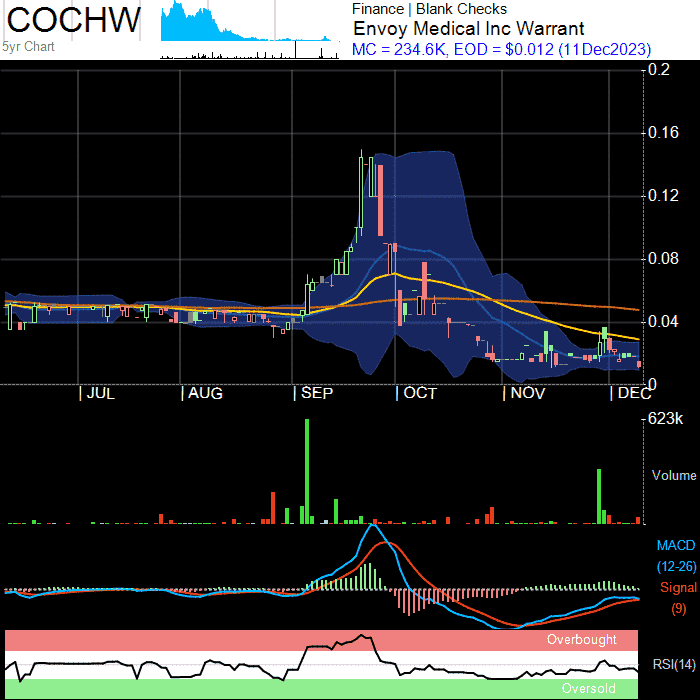 COCHW
5yr Chart
Finance | Blank Checks
Envoy Medical Inc Warrant
MC = 234.6K, EOD = $0.012 (11Dec2023)
0.2
0.16
0.12
0.08
0.04
0
| JUL | AUG | SEP | OCT | NOV | DEC
623k
Volume
MACD
(12-26)
Signal
(9)
Overbought
RSI(14)
Oversold